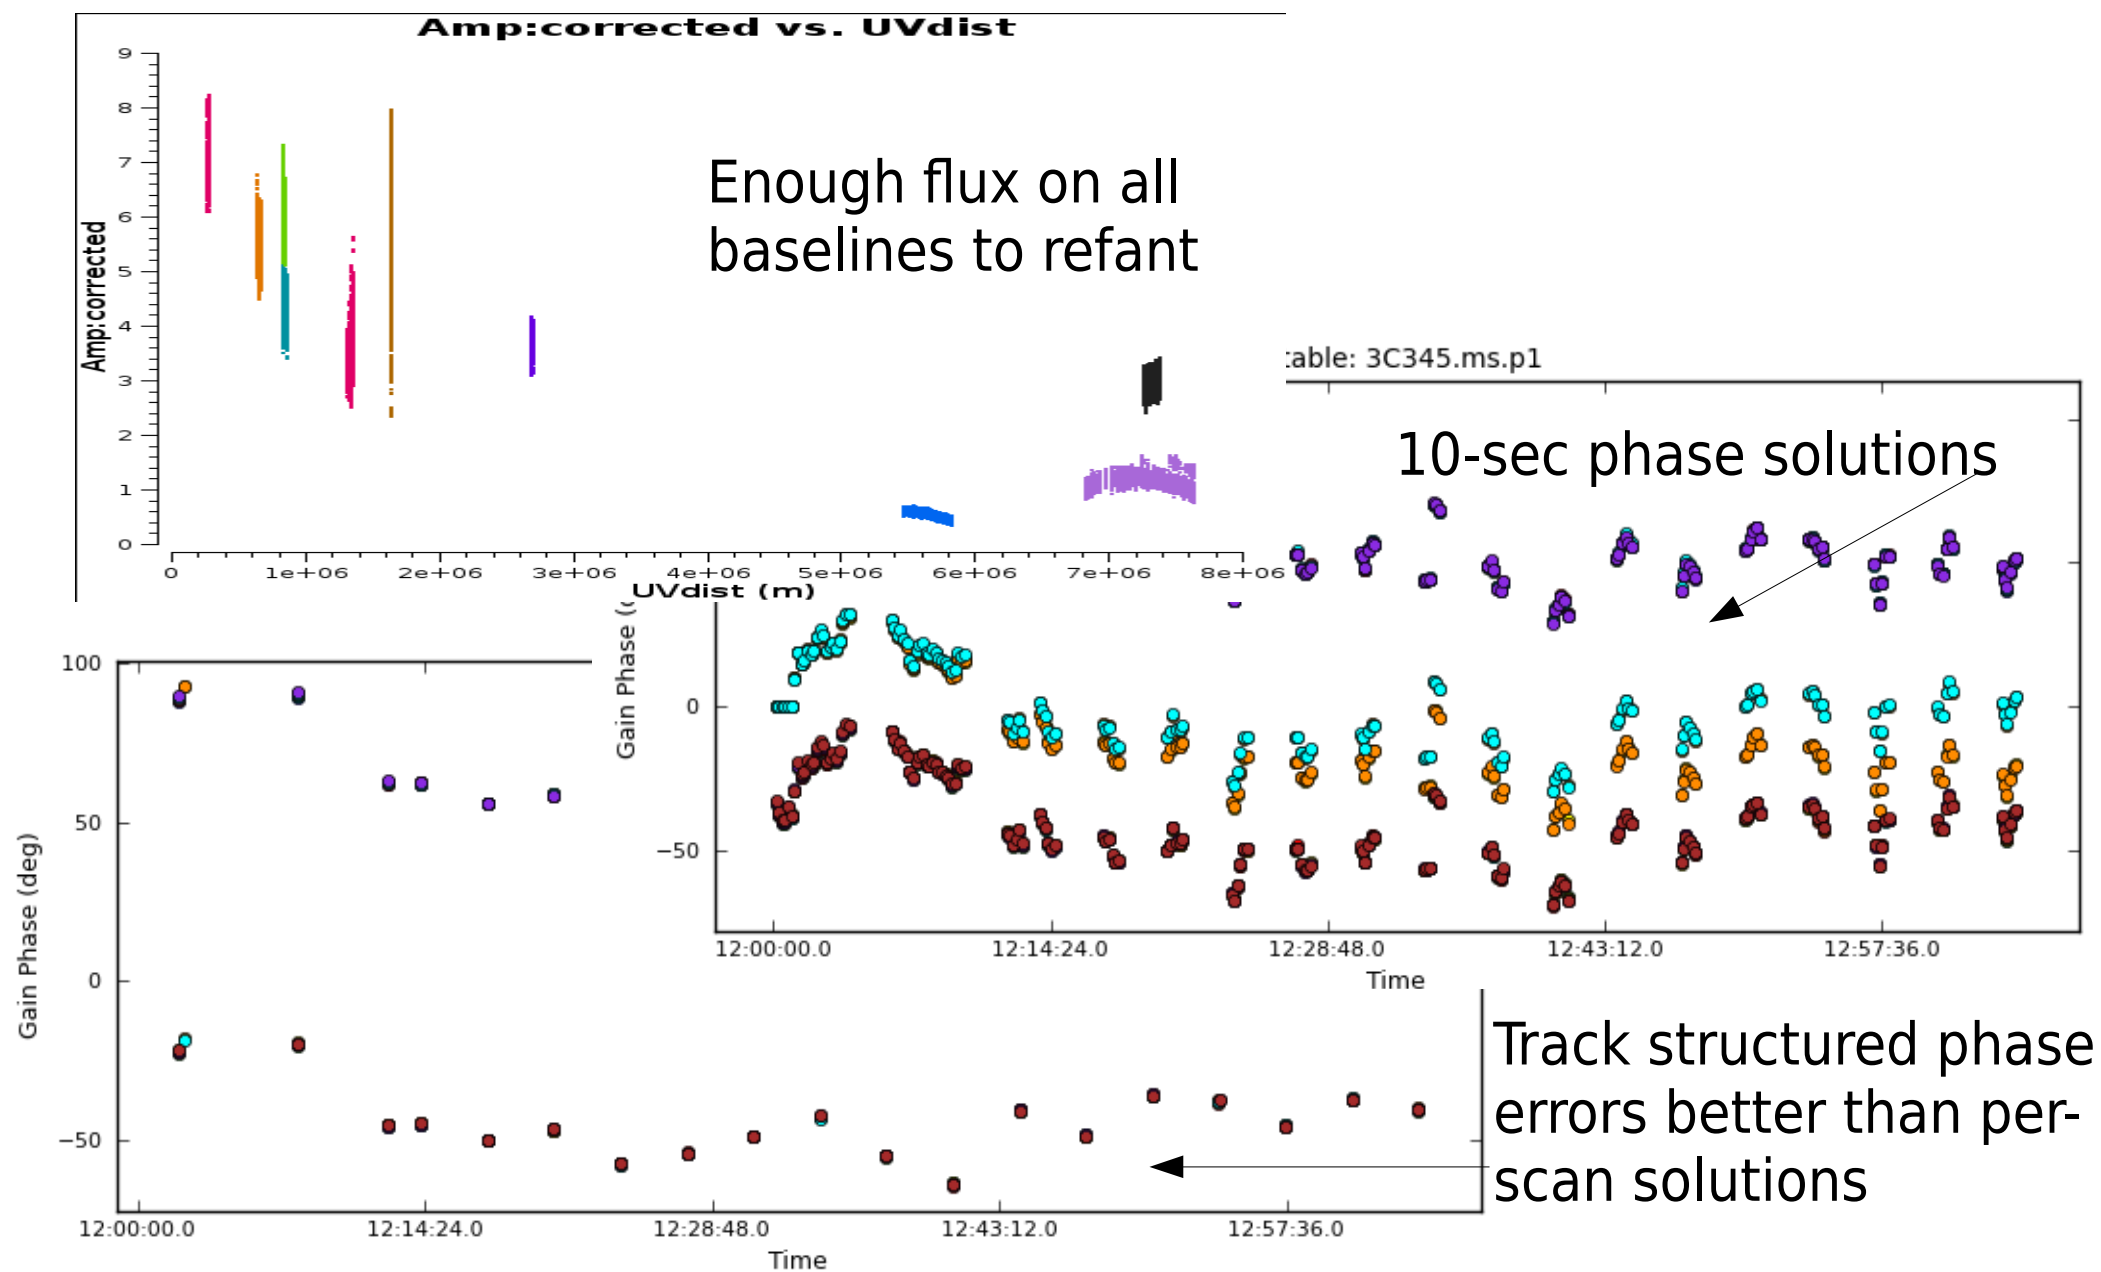 Amp:corrected vs. UVdist
9
8
7
6
5
4
3
2
1
0
Amp:corrected
Enough flux on all
baselines to refant
0 1e+06 2e+06 3e+06 4e+06 5e+06 6e+06 7e+06 8e+06
UVdist (m)
table: 3C345.ms.p1
10-sec phase solutions
Gain Phase (
0
−50
12:00:00.0 12:14:24.0 12:28:48.0 12:43:12.0 12:57:36.0
Time
100
50
0
−50
Gain Phase (deg)
12:00:00.0 12:14:24.0 12:28:48.0 12:43:12.0 12:57:36.0
Time
Track structured phase
errors better than per-
scan solutions